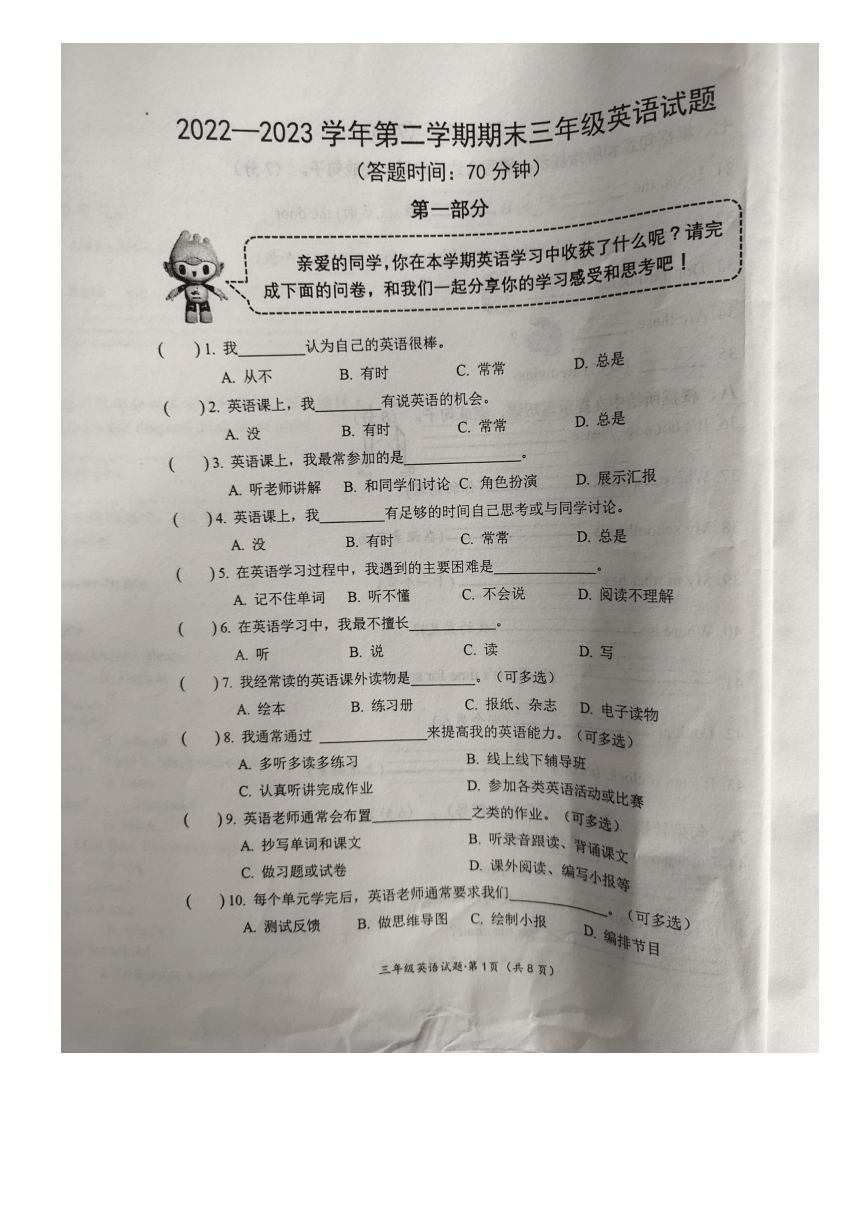 2022—2023 学年第二学期期末三年级英语试题
（答题时间：70 分钟）
第一部分
亲爱的同学，你在本学期英语学习中收获了什么呢？请完
成下面的问卷，和我们一起分享你的学习感受和思考吧！
(　　) 1. 我________认为自己的英语很棒。
A. 从不　B. 有时　C. 常常　D. 总是
(　　) 2. 英语课上，我________有说英语的机会。
A. 没　B. 有时　C. 常常　D. 总是
(　　) 3. 英语课上，我最常参加的是______________。
A. 听老师讲解　B. 和同学们讨论　C. 角色扮演　D. 展示汇报
(　　) 4. 英语课上，我________有足够的时间自己思考或与同学讨论。
A. 没　B. 有时　C. 常常　D. 总是
(　　) 5. 在英语学习过程中，我遇到的主要困难是____________。
A. 记不住单词　B. 听不懂　C. 不会说　D. 阅读不理解
(　　) 6. 在英语学习中，我最不擅长__________。
A. 听　B. 说　C. 读　D. 写
(　　) 7. 我经常读的英语课外读物是________。（可多选）
A. 绘本　B. 练习册　C. 报纸、杂志　D. 电子读物
(　　) 8. 我通常通过 ____________来提高我的英语能力。（可多选）
A. 多听多读多练习　B. 线上线下辅导班
C. 认真听讲完成作业　D. 参加各类英语活动或比赛
(　　) 9. 英语老师通常会布置____________之类的作业。（可多选）
A. 抄写单词和课文　B. 听录音跟读、背诵课文
C. 做习题或试卷　D. 课外阅读、编写小报等
(　　) 10. 每个单元学完后，英语老师通常要求我们____________。（可多选）
A. 测试反馈　B. 做思维导图　C. 绘制小报　D. 编排节目
三年级英语试题·第1页（共8页）